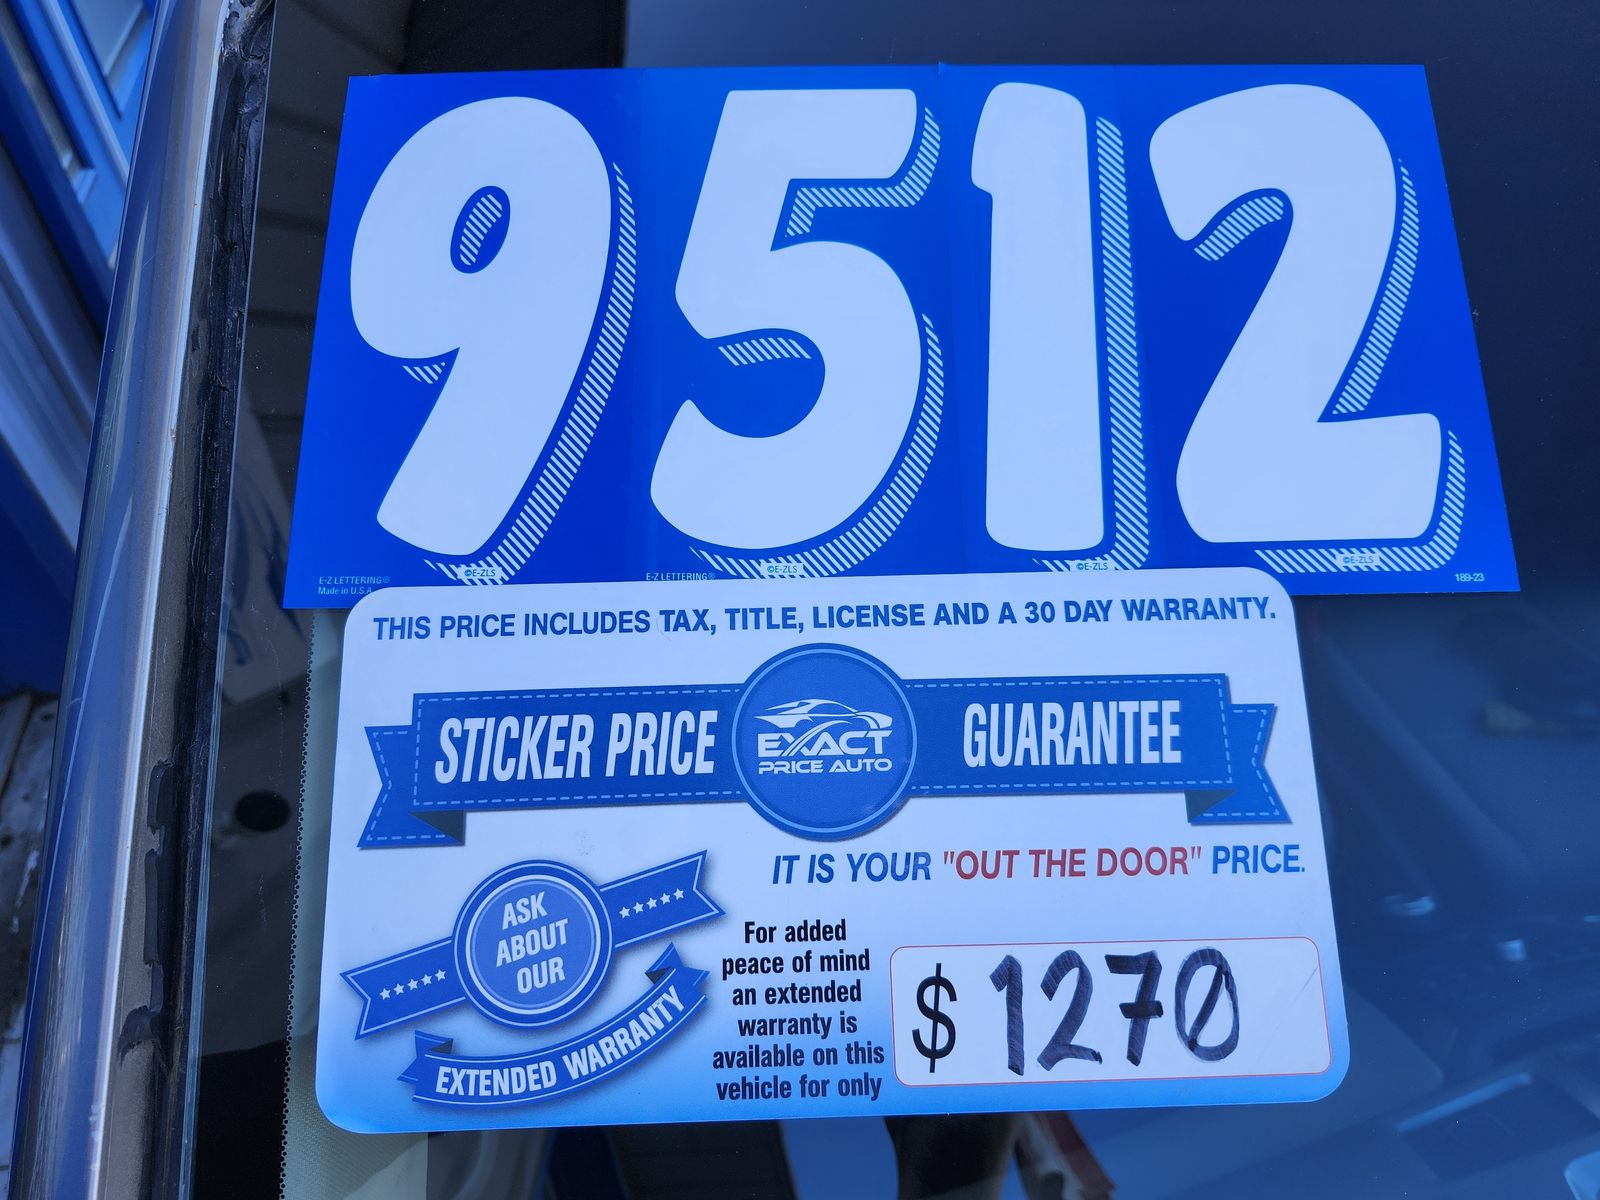 9512
©E-ZLS ©E-ZLS ©E-ZLS ©E-ZLS
E-Z LETTERING® E-Z LETTERING® 189-23
Made in U.S.A.
THIS PRICE INCLUDES TAX, TITLE, LICENSE AND A 30 DAY WARRANTY.
STICKER PRICE EXACT GUARANTEE
PRICE AUTO
IT IS YOUR "OUT THE DOOR" PRICE.
ASK
ABOUT
OUR
EXTENDED WARRANTY
For added
peace of mind
an extended
warranty is
available on this
vehicle for only
$ 1270